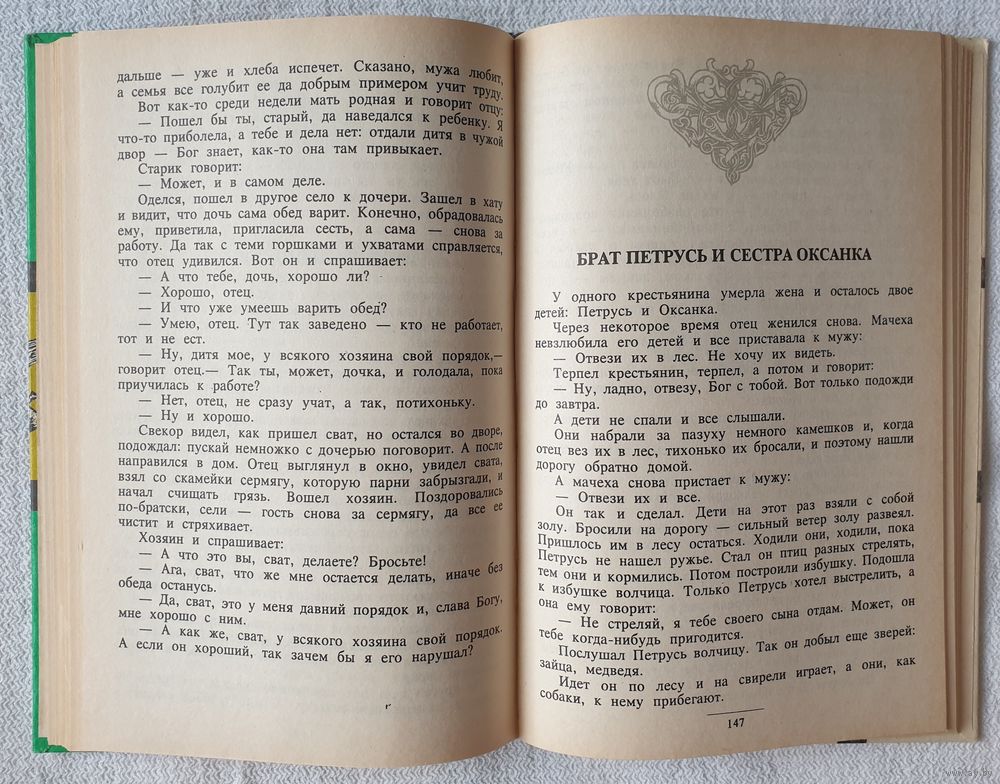 дальше — уже и хлеба испечет. Сказано, мужа любит,
а семья все голубит ее да добрым примером учит труду.
Вот как-то среди недели мать родная и говорит отцу:
— Пошел бы ты, старый, да наведался к ребенку. Я
что-то приболела, а тебе и дела нет: отдали дитя в чужой
двор — Бог знает, как-то она там привыкает.
Старик говорит:
— Может, и в самом деле.
Оделся, пошел в другое село к дочери. Зашел в хату
и видит, что дочь сама обед варит. Конечно, обрадовалась
ему, приветила, пригласила сесть, а сама — снова за
работу. Да так с теми горшками и ухватами справляется,
что отец удивился. Вот он и спрашивает:
— А что тебе, дочь, хорошо ли?
— Хорошо, отец.
— И что уже умеешь варить обед?
— Умею, отец. Тут так заведено — кто не работает,
тот и не ест.
— Ну, дитя мое, у всякого хозяина свой порядок,—
говорит отец.— Так ты, может, дочка, и голодала, пока
приучилась к работе?
— Нет, отец, не сразу учат, а так, потихоньку.
— Ну и хорошо.
Свекор видел, как пришел сват, но остался во дворе,
подождал: пускай немножко с дочерью поговорит. А после
направился в дом. Отец выглянул в окно, увидел свата,
взял со скамейки сермягу, которую парни забрызгали, и
начал счищать грязь. Вошел хозяин. Поздоровались
по-братски, сели — гость снова за сермягу, да все ее
чистит и стряхивает.
Хозяин и спрашивает:
— А что это вы, сват, делаете? Бросьте!
— Ага, сват, что же мне остается делать, иначе без
обеда останусь.
— Да, сват, это у меня давний порядок и, слава Богу,
мне хорошо с ним.
— А как же, сват, у всякого хозяина свой порядок.
А если он хороший, так зачем бы я его нарушал?
БРАТ ПЕТРУСЬ И СЕСТРА ОКСАНКА
У одного крестьянина умерла жена и осталось двое
детей: Петрусь и Оксанка.
Через некоторое время отец женился снова. Мачеха
невзлюбила его детей и все приставала к мужу:
— Отвези их в лес. Не хочу их видеть.
Терпел крестьянин, терпел, а потом и говорит:
— Ну, ладно, отвезу, Бог с тобой. Вот только подожди
до завтра.
А дети не спали и все слышали.
Они набрали за пазуху немного камешков и, когда
отец вез их в лес, тихонько их бросали, и поэтому нашли
дорогу обратно домой.
А мачеха снова пристает к мужу:
— Отвези их и все.
Он так и сделал. Дети на этот раз взяли с собой
золу. Бросили на дорогу — сильный ветер золу развеял.
Пришлось им в лесу остаться. Ходили они, ходили, пока
Петрусь не нашел ружье. Стал он птиц разных стрелять,
тем они и кормились. Потом построили избушку. Подошла
к избушке волчица. Только Петрусь хотел выстрелить, а
она ему говорит:
— Не стреляй, я тебе своего сына отдам. Может, он
тебе когда-нибудь пригодится.
Послушал Петрусь волчицу. Так он добыл еще зверей:
зайца, медведя.
Идет он по лесу и на свирели играет, а они, как
собаки, к нему прибегают.
147